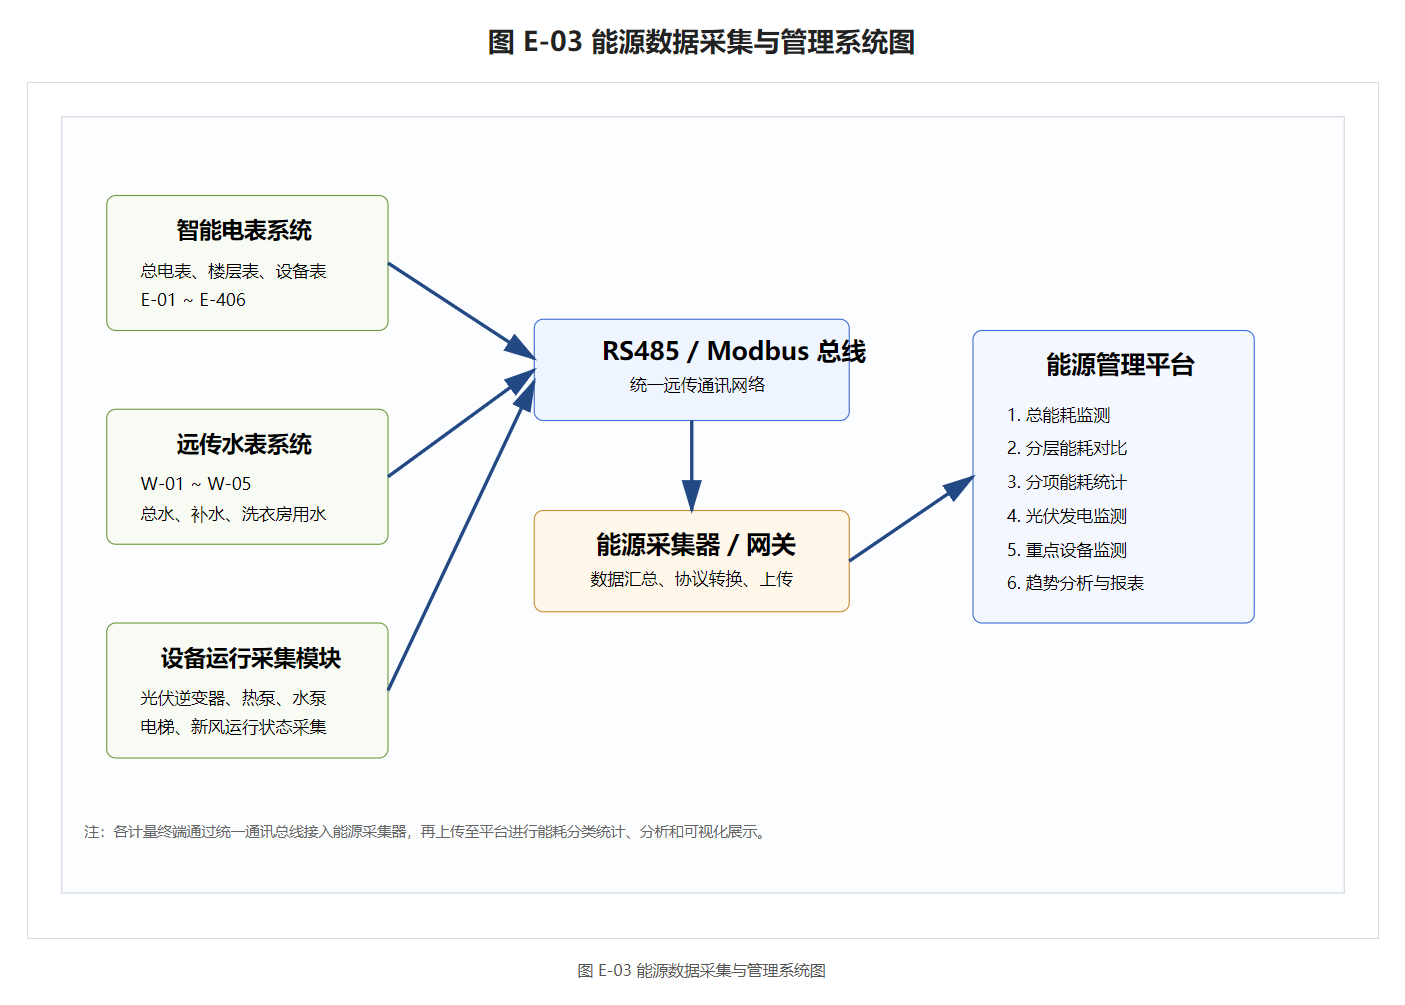 图 E-03 能源数据采集与管理系统图
智能电表系统
总电表、楼层表、设备表
E-01 ~ E-406
远传水表系统
W-01 ~ W-05
总水、补水、洗衣房用水
设备运行采集模块
光伏逆变器、热泵、水泵
电梯、新风运行状态采集
RS485 / Modbus 总线
统一远传通讯网络
能源采集器 / 网关
数据汇总、协议转换、上传
能源管理平台
1. 总能耗监测
2. 分层能耗对比
3. 分项能耗统计
4. 光伏发电监测
5. 重点设备监测
6. 趋势分析与报表
注：各计量终端通过统一通讯总线接入能源采集器，再上传至平台进行能耗分类统计、分析和可视化展示。
图 E-03 能源数据采集与管理系统图